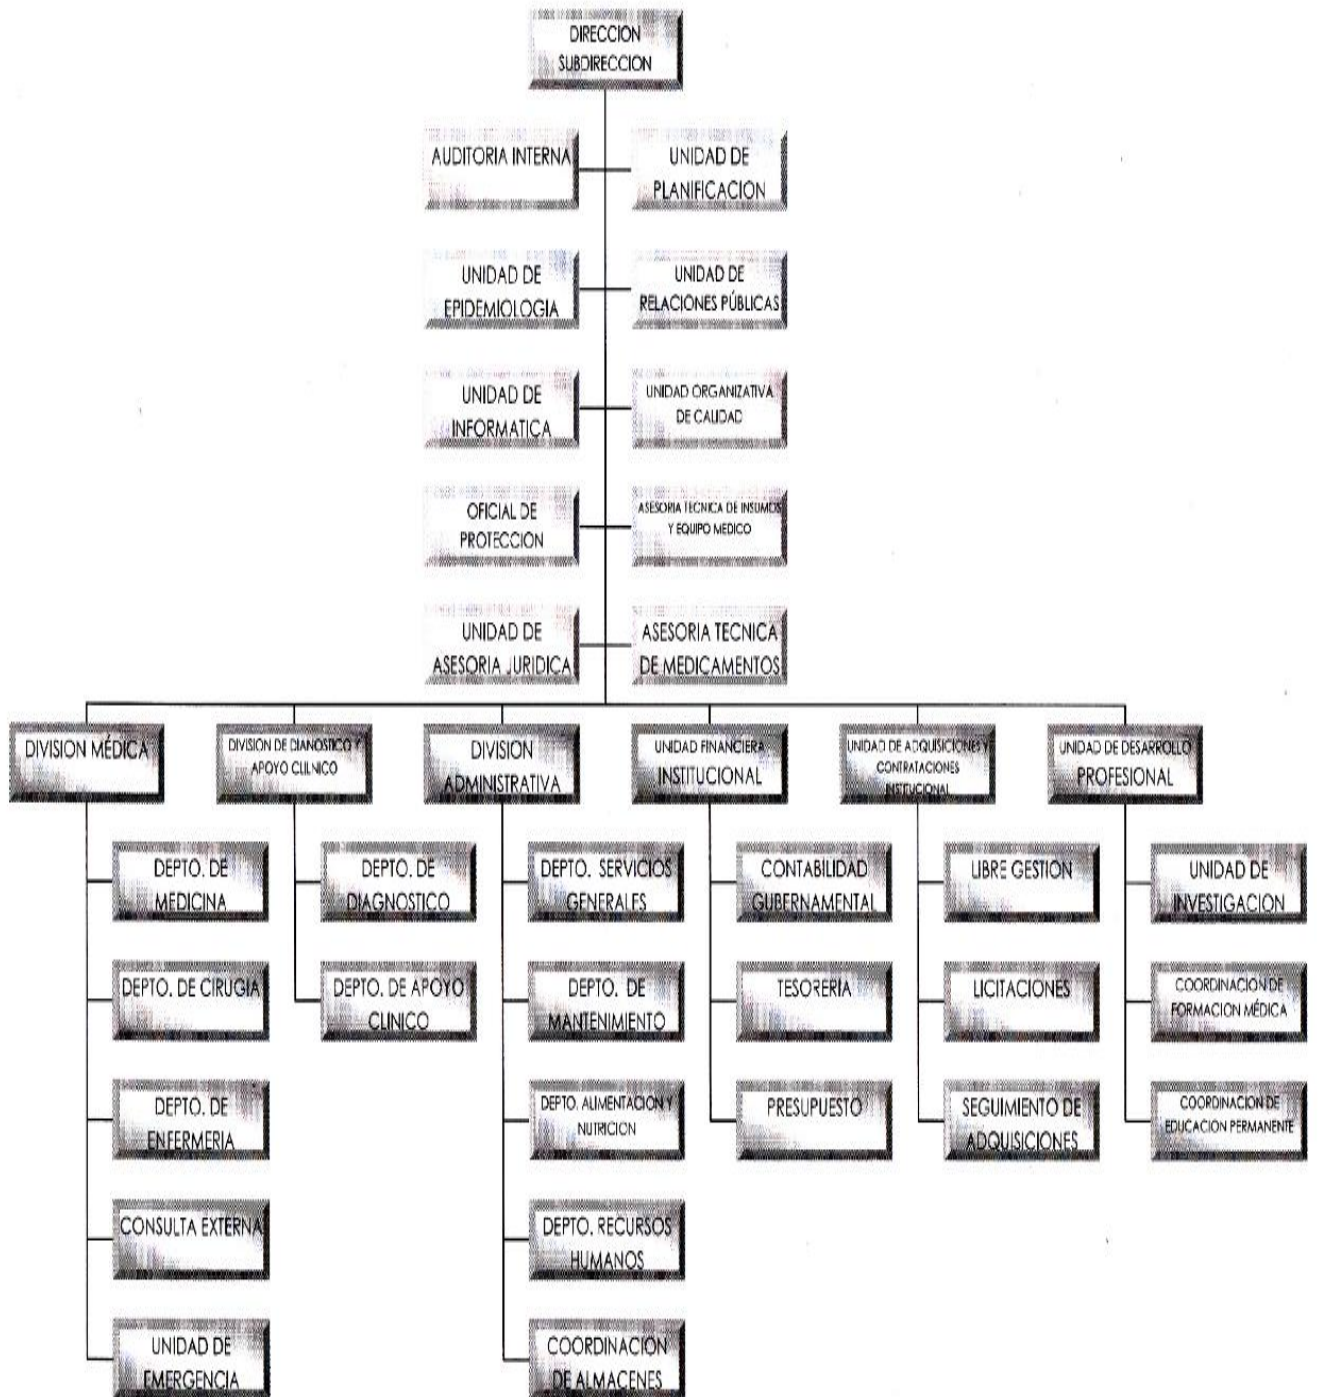 DIRECCION
SUBDIRECCION
AUDITORIA INTERNA
UNIDAD DE
PLANIFICACION
UNIDAD DE
EPIDEMIOLOGIA
UNIDAD DE
RELACIONES PÚBLICAS
UNIDAD DE
INFORMATICA
UNIDAD ORGANIZATIVA
DE CALIDAD
OFICIAL DE
PROTECCION
ASESORIA TECNICA DE INSUMOS
Y EQUIPO MEDICO
UNIDAD DE
ASESORIA JURIDICA
ASESORIA TECNICA
DE MEDICAMENTOS
DIVISION MÉDICA
DIVISION DE DIANOSTICO Y
APOYO CLILNICO
DIVISION
ADMINISTRATIVA
UNIDAD FINANCIERA
INSTITUCIONAL
UNIDAD DE ADQUISICIONES Y
CONTRATACIONES
INSTITUCIONAL
UNIDAD DE DESARROLLO
PROFESIONAL
DEPTO. DE
MEDICINA
DEPTO. DE
DIAGNOSTICO
DEPTO. SERVICIOS
GENERALES
CONTABILIDAD
GUBERNAMENTAL
LIBRE GESTION
UNIDAD DE
INVESTIGACION
DEPTO. DE CIRUGIA
DEPTO. DE APOYO
CLINICO
DEPTO. DE
MANTENIMIENTO
TESORERIA
LICITACIONES
COORDINACION DE
FORMACION MÉDICA
DEPTO. DE
ENFERMERIA
DEPTO. ALIMENTACION Y
NUTRICION
PRESUPUESTO
SEGUIMIENTO DE
ADQUISICIONES
COORDINACION DE
EDUCACION PERMANENTE
CONSULTA EXTERNA
DEPTO. RECURSOS
HUMANOS
UNIDAD DE
EMERGENCIA
COORDINACION
DE ALMACENES